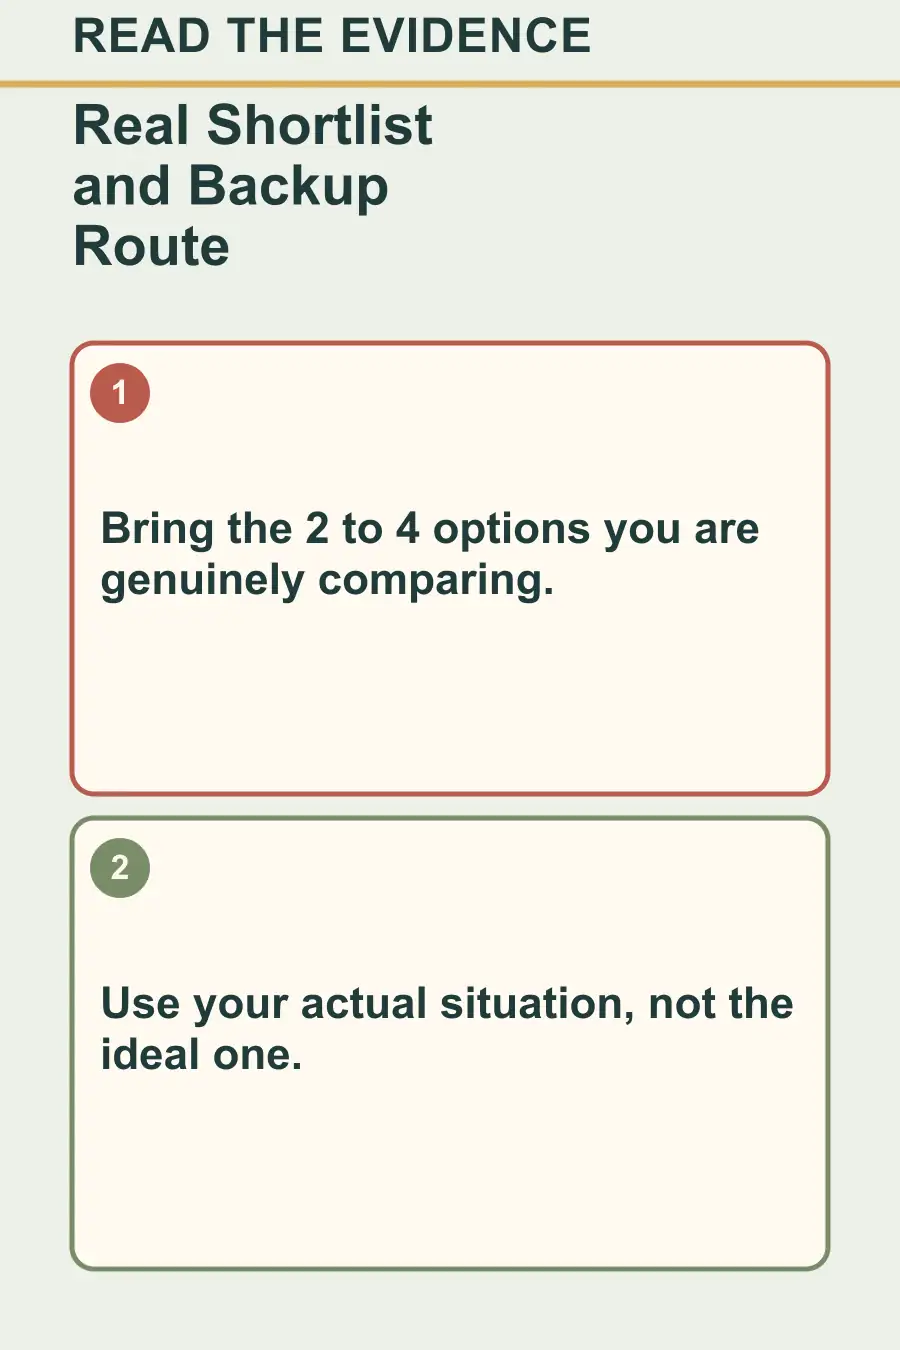 READ THE EVIDENCE
Real Shortlist
and Backup
Route
1
Bring the 2 to 4 options you are
genuinely comparing.
2
Use your actual situation, not the
ideal one.